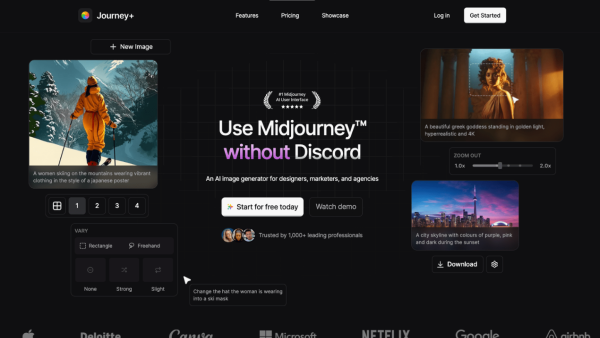 Journey+
Features
Pricing
Showcase
Log in
Get Started
+ New Image
#1 Midjourney
AI User Interface
Use Midjourney™
without Discord
An AI image generator for designers, marketers, and agencies
Start for free today
Watch demo
Trusted by 1,000+ leading professionals
A woman skiing on the mountains wearing vibrant
clothing in the style of a japanese poster
1
2
3
4
VARY
Rectangle
Freehand
None
Strong
Slight
Change the hat the woman is wearing
into a ski mask
A beautiful greek goddess standing in golden light,
hyperrealistic and 4K
ZOOM OUT
1.0x
2.0x
A city skyline with colours of purple, pink
and dark during the sunset
Download
Deloitte
Canva
Microsoft
NETFLIX
Google
airbnb